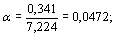 α = 0,341/7,224 = 0,0472;